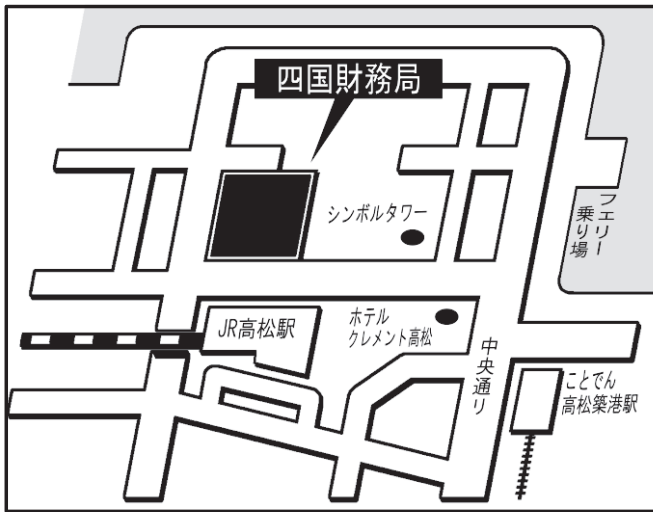 四国財務局
シンボルタワー
フェリー
乗り場
JR高松駅
ホテル
クレメント高松
中央通り
ことでん
高松築港駅